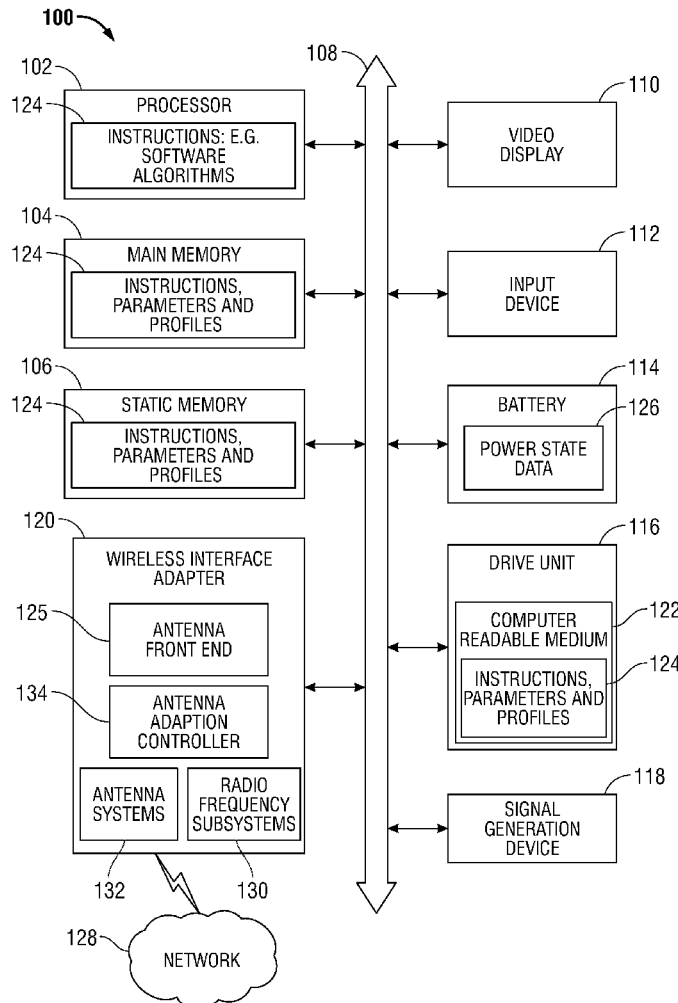 100
102
124
PROCESSOR
INSTRUCTIONS: E.G.
SOFTWARE
ALGORITHMS
108
110
VIDEO
DISPLAY
104
124
MAIN MEMORY
INSTRUCTIONS,
PARAMETERS AND
PROFILES
112
INPUT
DEVICE
106
124
STATIC MEMORY
INSTRUCTIONS,
PARAMETERS AND
PROFILES
114
BATTERY
126
POWER STATE
DATA
120
WIRELESS INTERFACE
ADAPTER
125
ANTENNA
FRONT END
134
ANTENNA
ADAPTION
CONTROLLER
ANTENNA
SYSTEMS
RADIO
FREQUENCY
SUBSYSTEMS
132
130
116
DRIVE UNIT
COMPUTER
READABLE MEDIUM
122
INSTRUCTIONS,
PARAMETERS AND
PROFILES
124
118
SIGNAL
GENERATION
DEVICE
128
NETWORK